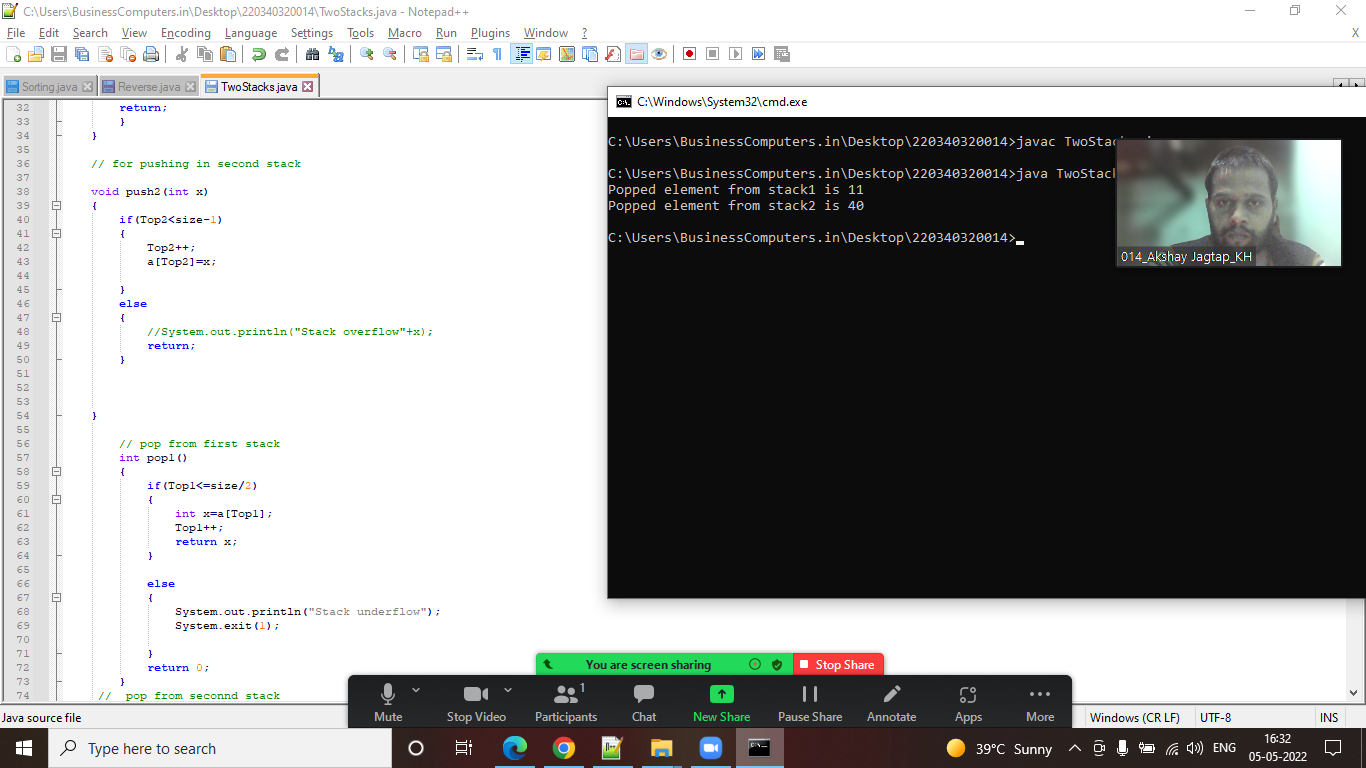 C:\Users\BusinessComputers.in\Desktop\220340320014\TwoStacks.java - Notepad++
File Edit Search View Encoding Language Settings Tools Macro Run Plugins Window ?
X
Sorting.java Reverse.java TwoStacks.java
32 return;
33 }
34 }
35
36 // for pushing in second stack
37
38 void push2(int x)
39 {
40 if(Top2<size-1)
41 {
42 Top2++;
43 a[Top2]=x;
44
45 }
46 else
47 {
48 //System.out.println("Stack overflow"+x);
49 return;
50 }
51
52
53
54 }
55
56 // pop from first stack
57 int pop1()
58 {
59 if(Top1<=size/2)
60 {
61 int x=a[Top1];
62 Top1++;
63 return x;
64 }
65
66 else
67 {
68 System.out.println("Stack underflow");
69 System.exit(1);
70
71 }
72 return 0;
73 }
74 // pop from seconnd stack
C:\Windows\System32\cmd.exe
C:\Users\BusinessComputers.in\Desktop\220340320014>javac
C:\Users\BusinessComputers.in\Desktop\220340320014>java
Popped element from stack1 is 11
Popped element from stack2 is 40
C:\Users\BusinessComputers.in\Desktop\220340320014>
014_Akshay Jagtap_KH
You are screen sharing Stop Share
1
Mute Stop Video Participants Chat New Share Pause Share Annotate Apps More
Java source file Windows (CR LF) UTF-8 INS
Type here to search
39°C Sunny ENG 16:32
05-05-2022